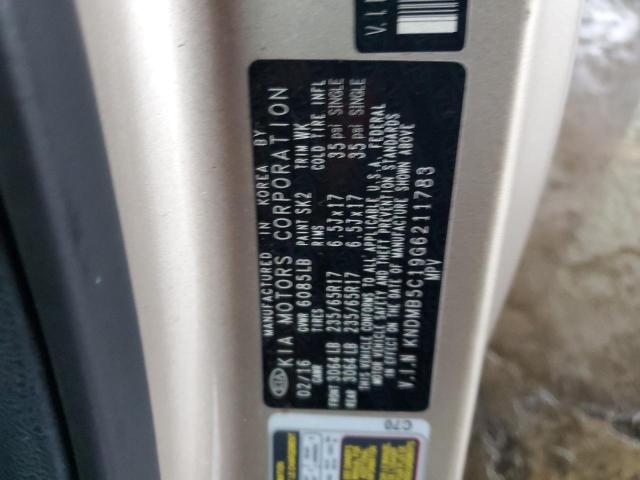 V.I.
MANUFACTURED IN KOREA BY
KIA KIA MOTORS CORPORATION
02/16 GVWR 6085LB PAINT SK2 TRIM WK
GAWR TIRES RIMS COLD TIRE INFL
FRONT 3064LB 235/65R17 6.5Jx17 35 psi SINGLE
REAR 3064LB 235/65R17 6.5Jx17 35 psi SINGLE
THIS VEHICLE CONFORMS TO ALL APPLICABLE U.S.A. FEDERAL
MOTOR VEHICLE SAFETY AND THEFT PREVENTION STANDARDS
IN EFFECT ON THE DATE OF MANUFACTURE SHOWN ABOVE
V.I.N KNDMB5C19G6211783
MPV
C70